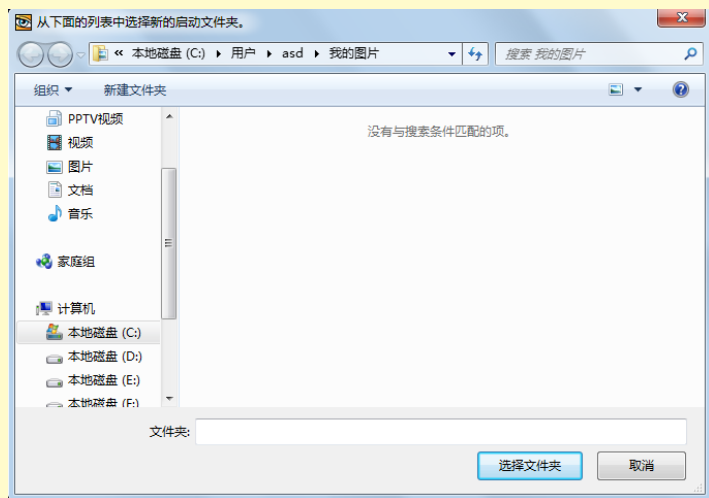 从下面的列表中选择新的启动文件夹。
« 本地磁盘 (C:) ▸ 用户 ▸ asd ▸ 我的图片
搜索 我的图片
组织 ▾ 新建文件夹
PPTV视频
视频
图片
文档
音乐
家庭组
计算机
本地磁盘 (C:)
本地磁盘 (D:)
本地磁盘 (E:)
本地磁盘 (F:)
没有与搜索条件匹配的项。
文件夹:
选择文件夹
取消